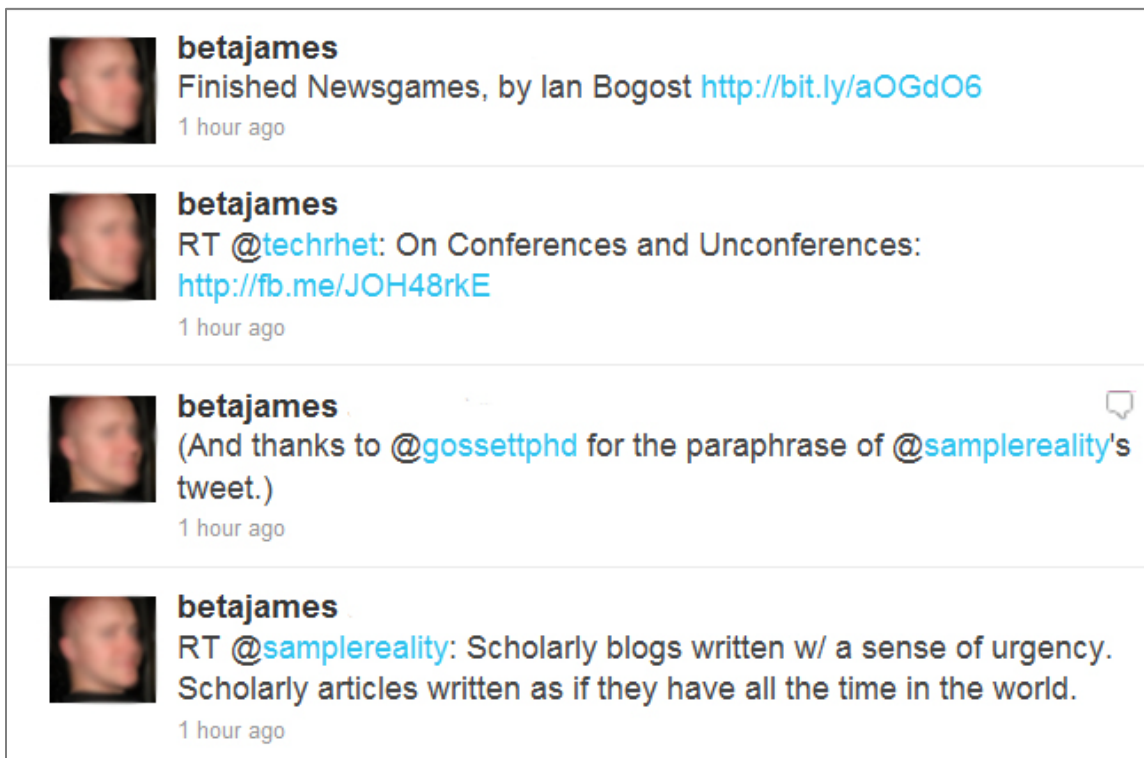 betajames
Finished Newsgames, by Ian Bogost http://bit.ly/aOGdO6
1 hour ago
betajames
RT @techrhet: On Conferences and Unconferences:
http://fb.me/JOH48rkE
1 hour ago
betajames
(And thanks to @gossettphd for the paraphrase of @samplereality's
tweet.)
1 hour ago
betajames
RT @samplereality: Scholarly blogs written w/ a sense of urgency.
Scholarly articles written as if they have all the time in the world.
1 hour ago